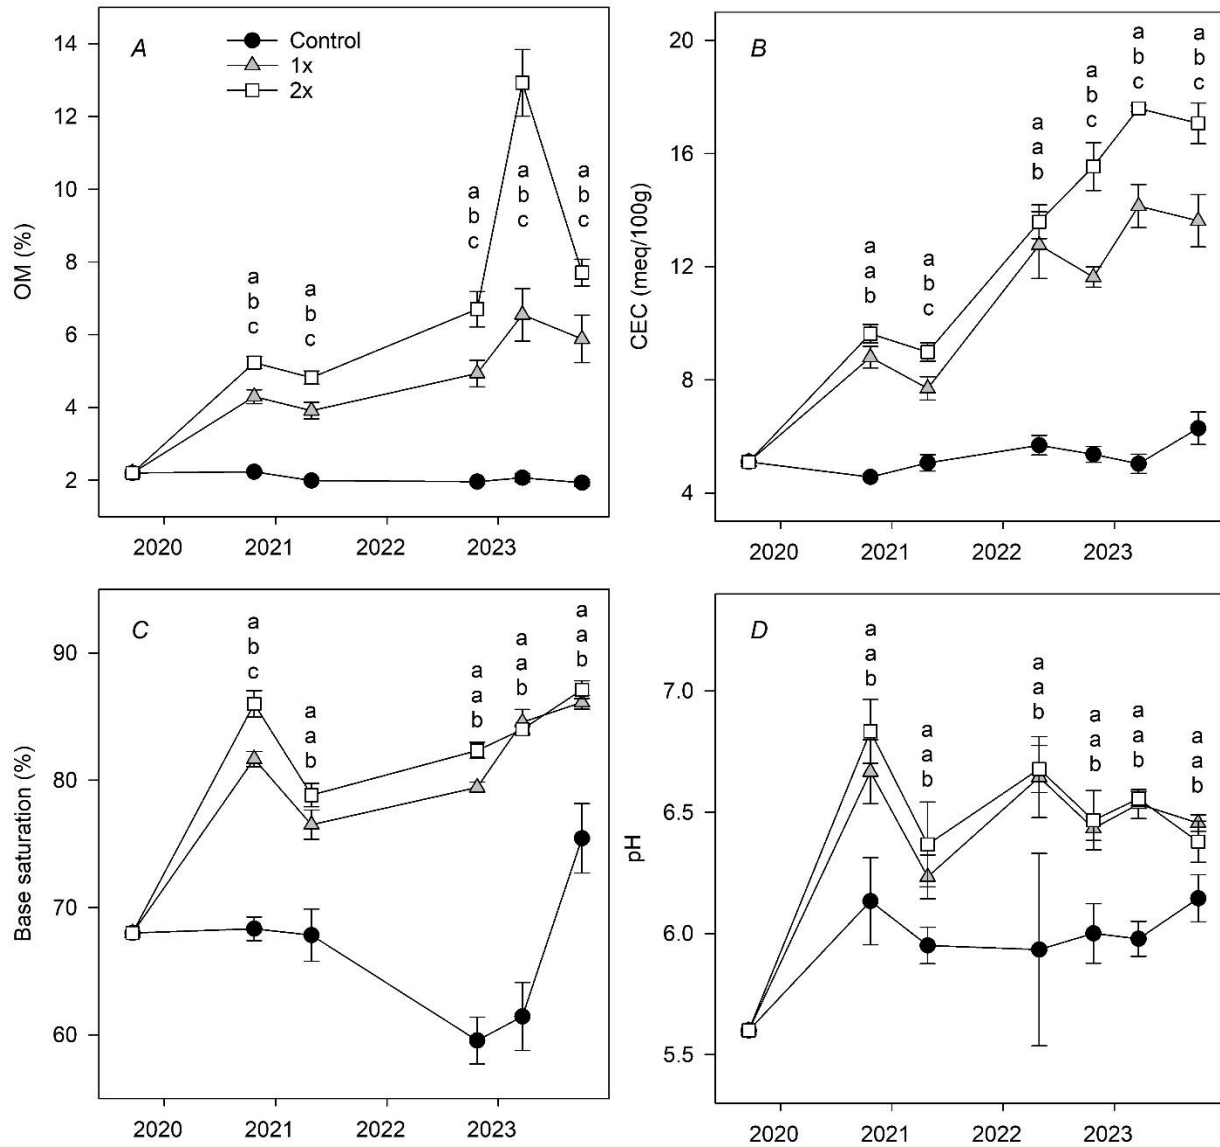 A
Control
1x
2x
14
12
10
8
6
4
2
OM (%)
a
b
c
a
b
c
a
b
c
a
b
c
a
b
c
2020
2021
2022
2023
B
20
16
12
8
4
CEC (meq/100g)
a
a
b
a
b
c
a
a
b
a
b
c
a
b
c
a
b
c
2020
2021
2022
2023
C
90
80
70
60
Base saturation (%)
a
b
c
a
a
b
a
a
b
a
a
b
a
a
b
2020
2021
2022
2023
D
7.0
6.5
6.0
5.5
pH
a
a
b
a
a
b
a
a
b
a
a
b
a
a
b
a
a
b
2020
2021
2022
2023